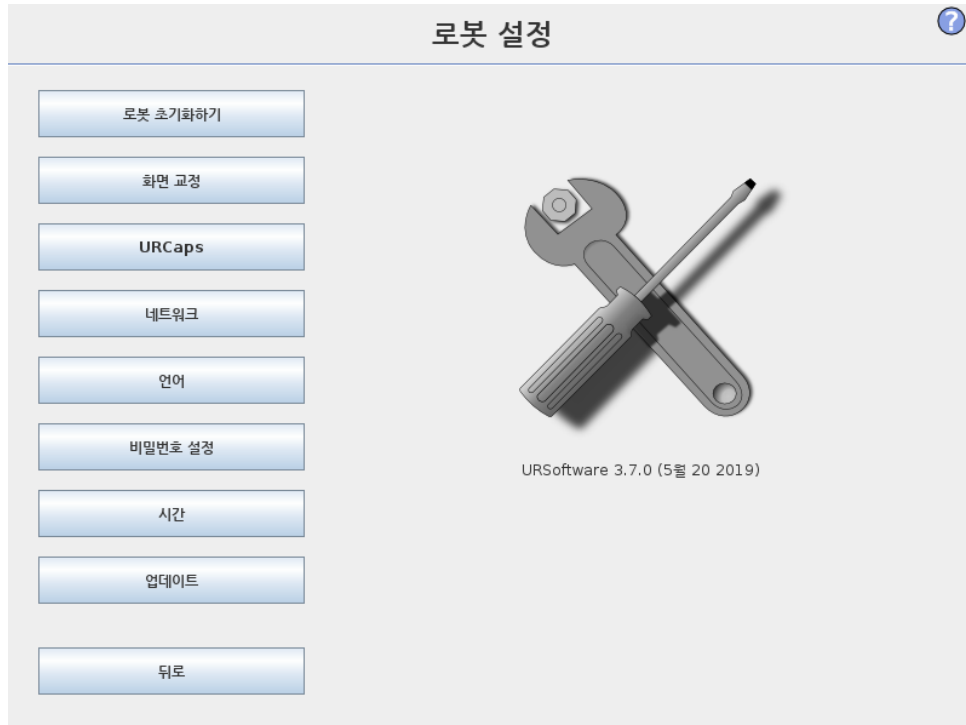 로봇 설정
?
로봇 초기화하기
화면 교정
URCaps
네트워크
언어
비밀번호 설정
시간
업데이트
뒤로
URSoftware 3.7.0 (5월 20 2019)